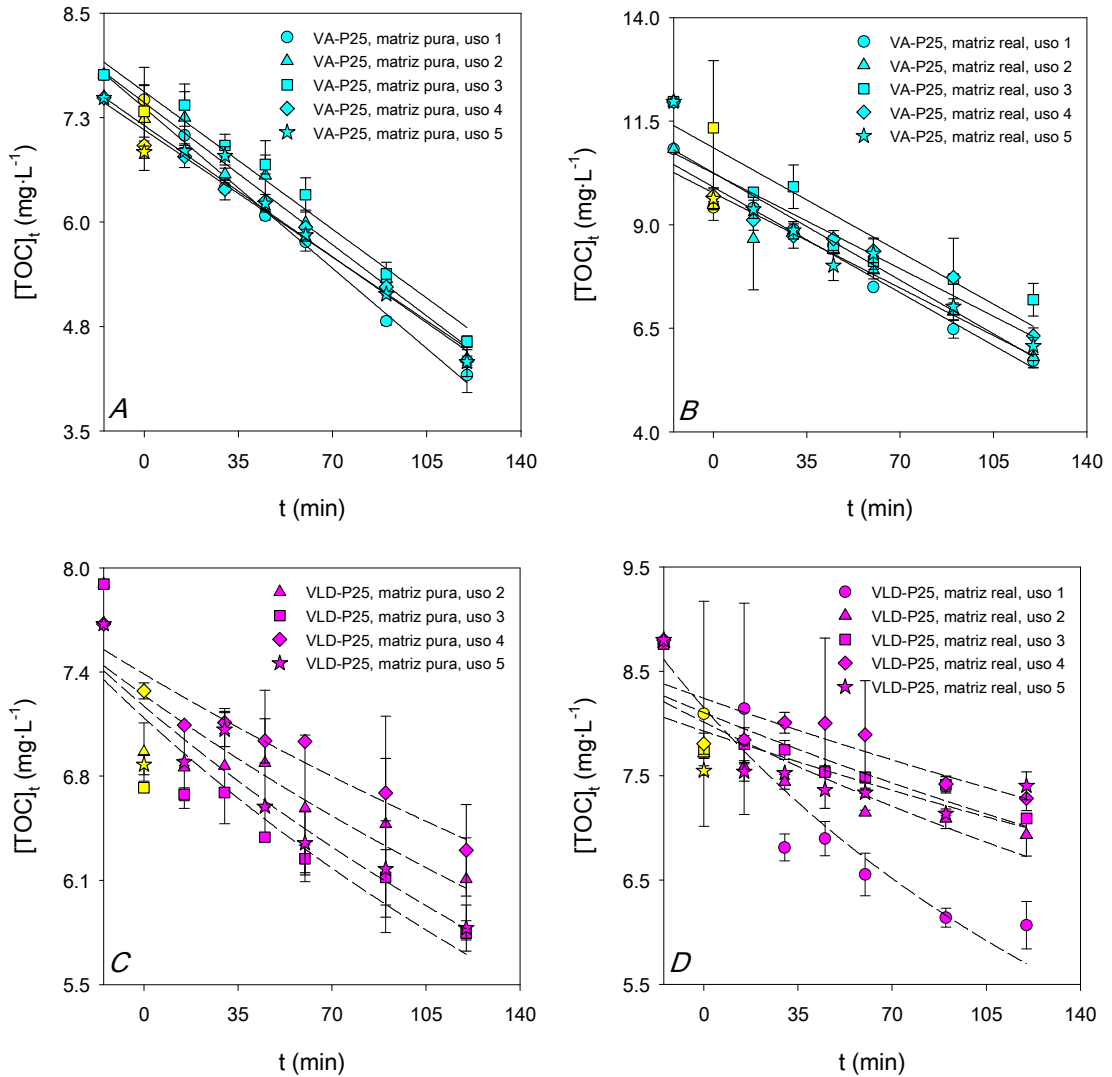 8.5
7.3
6.0
4.8
3.5
[TOC]t (mg·L-1)
VA-P25, matriz pura, uso 1
VA-P25, matriz pura, uso 2
VA-P25, matriz pura, uso 3
VA-P25, matriz pura, uso 4
VA-P25, matriz pura, uso 5
A
0 35 70 105 140
t (min)
14.0
11.5
9.0
6.5
4.0
[TOC]t (mg·L-1)
VA-P25, matriz real, uso 1
VA-P25, matriz real, uso 2
VA-P25, matriz real, uso 3
VA-P25, matriz real, uso 4
VA-P25, matriz real, uso 5
B
0 35 70 105 140
t (min)
8.0
7.4
6.8
6.1
5.5
[TOC]t (mg·L-1)
VLD-P25, matriz pura, uso 2
VLD-P25, matriz pura, uso 3
VLD-P25, matriz pura, uso 4
VLD-P25, matriz pura, uso 5
C
0 35 70 105 140
t (min)
9.5
8.5
7.5
6.5
5.5
[TOC]t (mg·L-1)
VLD-P25, matriz real, uso 1
VLD-P25, matriz real, uso 2
VLD-P25, matriz real, uso 3
VLD-P25, matriz real, uso 4
VLD-P25, matriz real, uso 5
D
0 35 70 105 140
t (min)